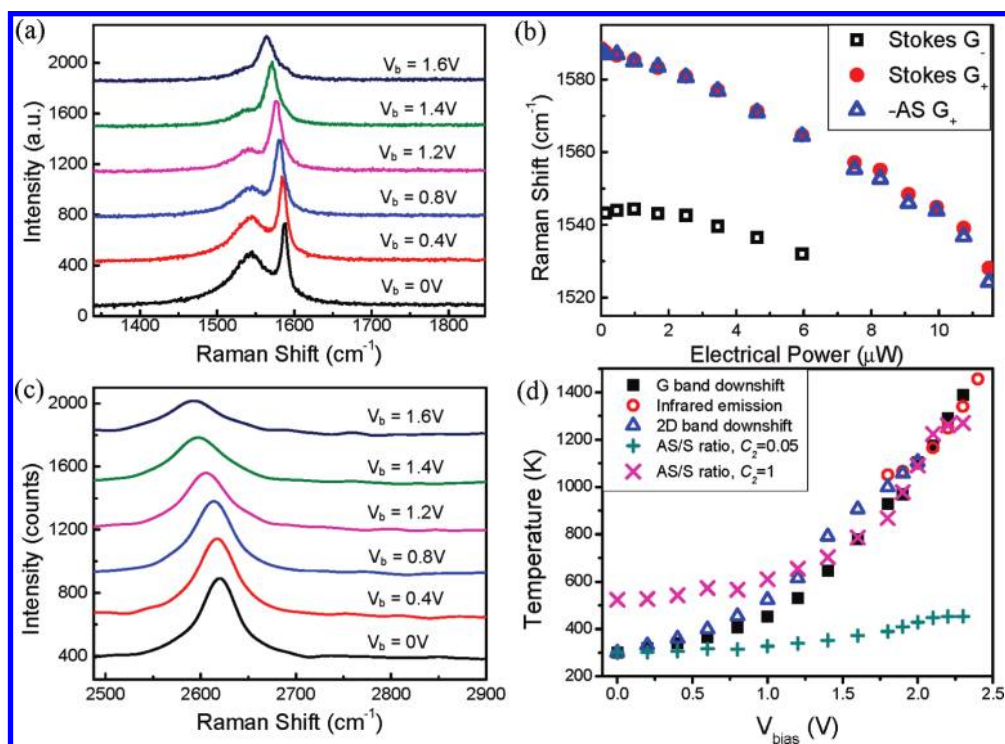 (a)
2000
1600
1200
800
400
0
Intensity (a.u.)
V_b = 1.6V
V_b = 1.4V
V_b = 1.2V
V_b = 0.8V
V_b = 0.4V
V_b = 0V
1400 1500 1600 1700 1800
Raman Shift (cm⁻¹)
(b)
1580
1560
1540
1520
Raman Shift (cm⁻¹)
Stokes G₋
Stokes G₊
-AS G₊
0 2 4 6 8 10
Electrical Power (μW)
(c)
2000
1600
1200
800
400
Intensity (counts)
V_b = 1.6V
V_b = 1.4V
V_b = 1.2V
V_b = 0.8V
V_b = 0.4V
V_b = 0V
2500 2600 2700 2800 2900
Raman Shift (cm⁻¹)
(d)
1400
1200
1000
800
600
400
200
Temperature (K)
G band downshift
Infrared emission
2D band downshift
AS/S ratio, C₂=0.05
AS/S ratio, C₂=1
0.0 0.5 1.0 1.5 2.0 2.5
V_bias (V)